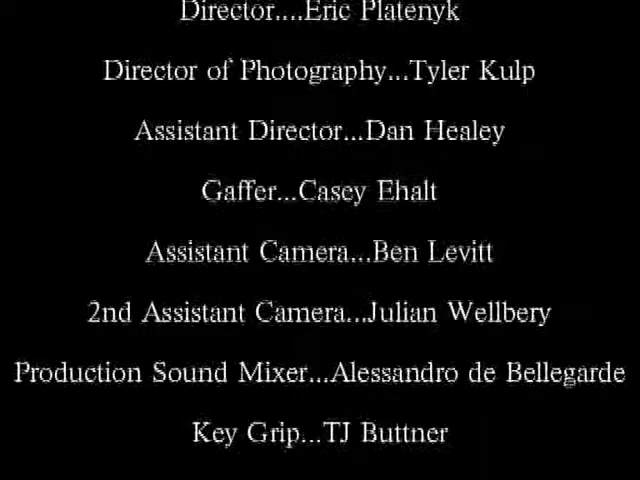 Director....Eric Platenyk
Director of Photography...Tyler Kulp
Assistant Director...Dan Healey
Gaffer...Casey Ehalt
Assistant Camera...Ben Levitt
2nd Assistant Camera...Julian Wellbery
Production Sound Mixer...Alessandro de Bellegarde
Key Grip...TJ Buttner